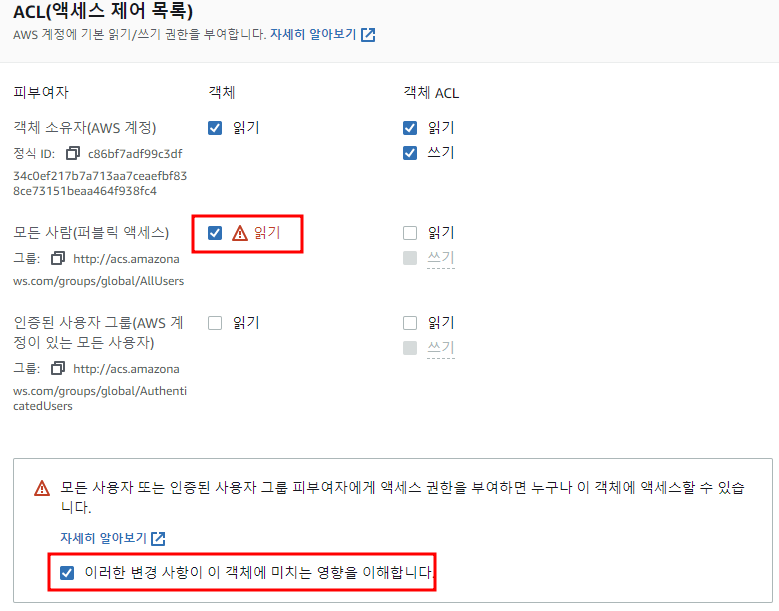 ACL(액세스 제어 목록)
AWS 계정에 기본 읽기/쓰기 권한을 부여합니다. 자세히 알아보기
피부여자 객체 객체 ACL
객체 소유자(AWS 계정) 읽기 읽기
정식 ID: c86bf7adf99c3df 쓰기
34c0ef217b7a713aa7ceaefbf83
8ce73151beaa464f938fc4
모든 사람(퍼블릭 액세스) 읽기 읽기
그룹: http://acs.amazona 쓰기
ws.com/groups/global/AllUsers
인증된 사용자 그룹(AWS 계 읽기 읽기
정이 있는 모든 사용자) 쓰기
그룹: http://acs.amazona
ws.com/groups/global/Authenti
catedUsers
모든 사용자 또는 인증된 사용자 그룹 피부여자에게 액세스 권한을 부여하면 누구나 이 객체에 액세스할 수 있습
니다.
자세히 알아보기
이러한 변경 사항이 이 객체에 미치는 영향을 이해합니다.